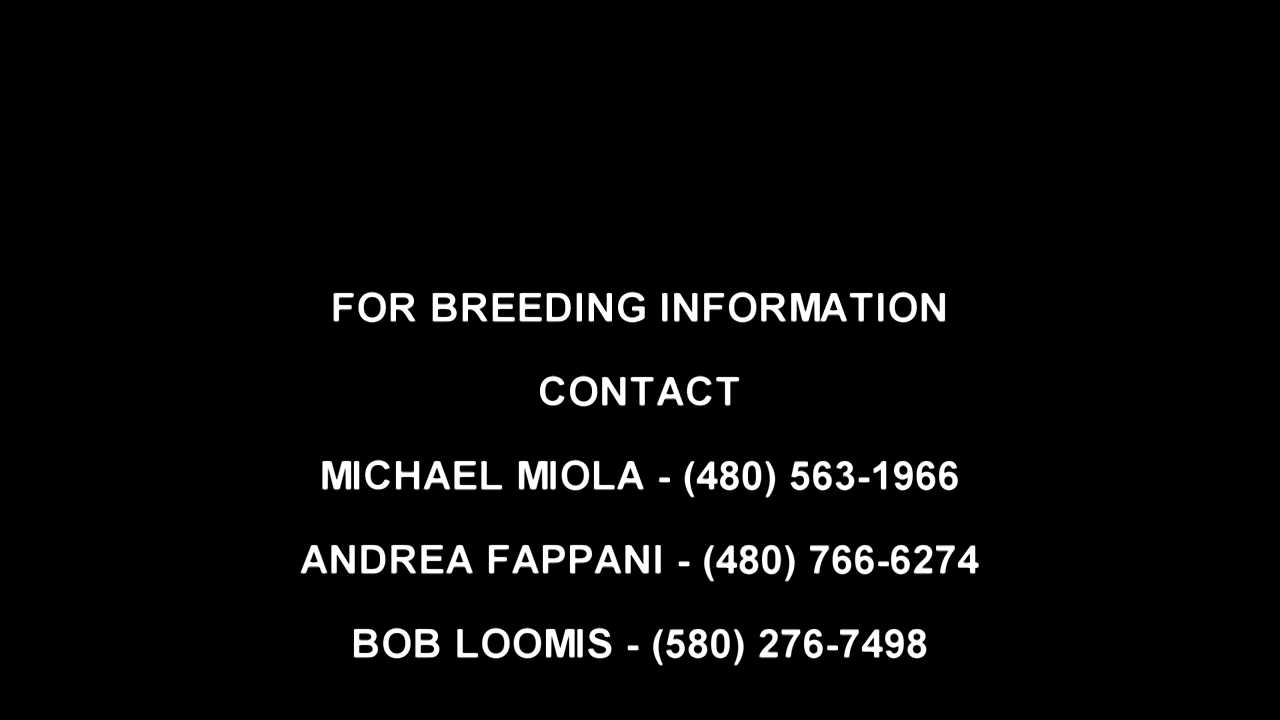 FOR BREEDING INFORMATION
CONTACT
MICHAEL MIOLA - (480) 563-1966
ANDREA FAPPANI - (480) 766-6274
BOB LOOMIS - (580) 276-7498